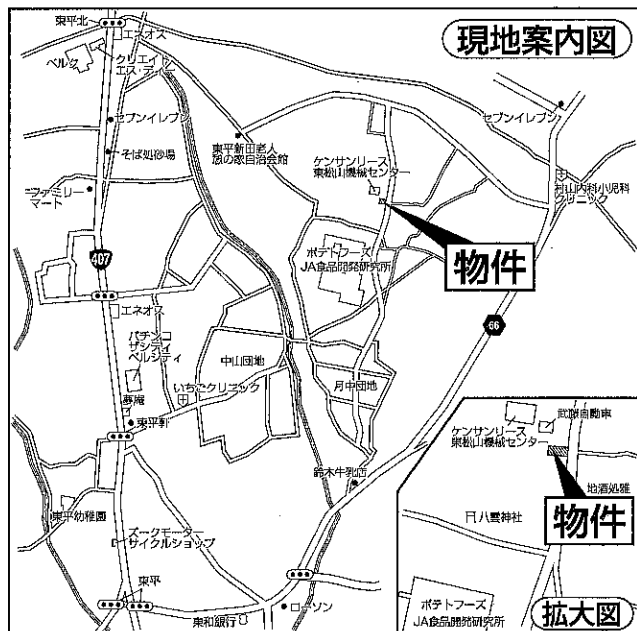 現地案内図
東平北
エネオス
ベルク
クリエイト
エス・ディー
セブンイレブン
そば処砂場
ファミリー
マート
東平新田老人
憩の家自治会館
セブンイレブン
村山内科小児科
クリニック
ケンサンリース
東松山機械センター
物件
ポテトフーズ
JA食品開発研究所
407
66
エネオス
パチンコ
サンティ
ベルシティ
中山団地
いちごクリニック
月中団地
夢庵
東平軒
鈴木牛乳店
東平幼稚園
ズークモーター
サイクルショップ
東平
東和銀行
ローソン
武藤自動車
ケンサンリース
東松山機械センター
地酒処雅
八雲神社
物件
ポテトフーズ
JA食品開発研究所
拡大図